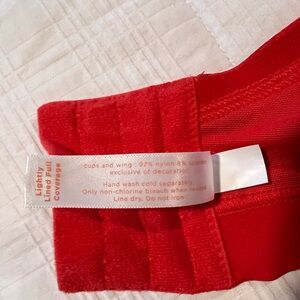 Lightly
Lined Full
Coverage
cups and wing : 92% nylon 8%
exclusive of decoration
Hand wash cold separately
Only non-chlorine bleach when needed
Line dry. Do not iron